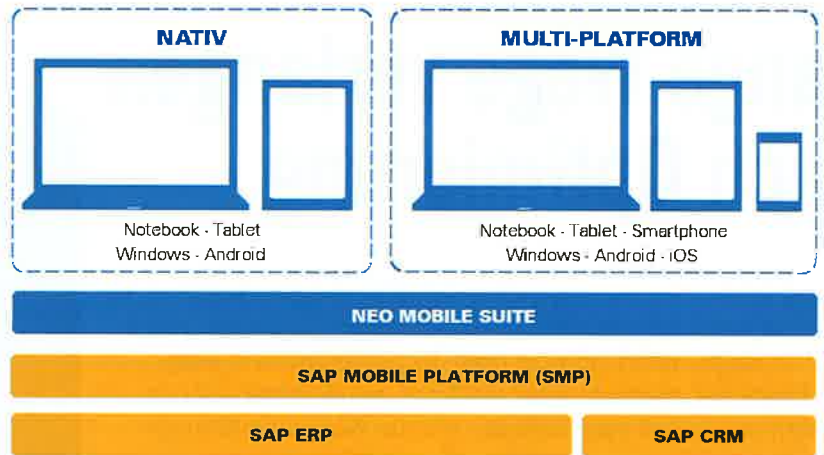 NATIV
Notebook - Tablet
Windows - Android
MULTI-PLATFORM
Notebook - Tablet - Smartphone
Windows - Android - iOS
NEO MOBILE SUITE
SAP MOBILE PLATFORM (SMP)
SAP ERP
SAP CRM